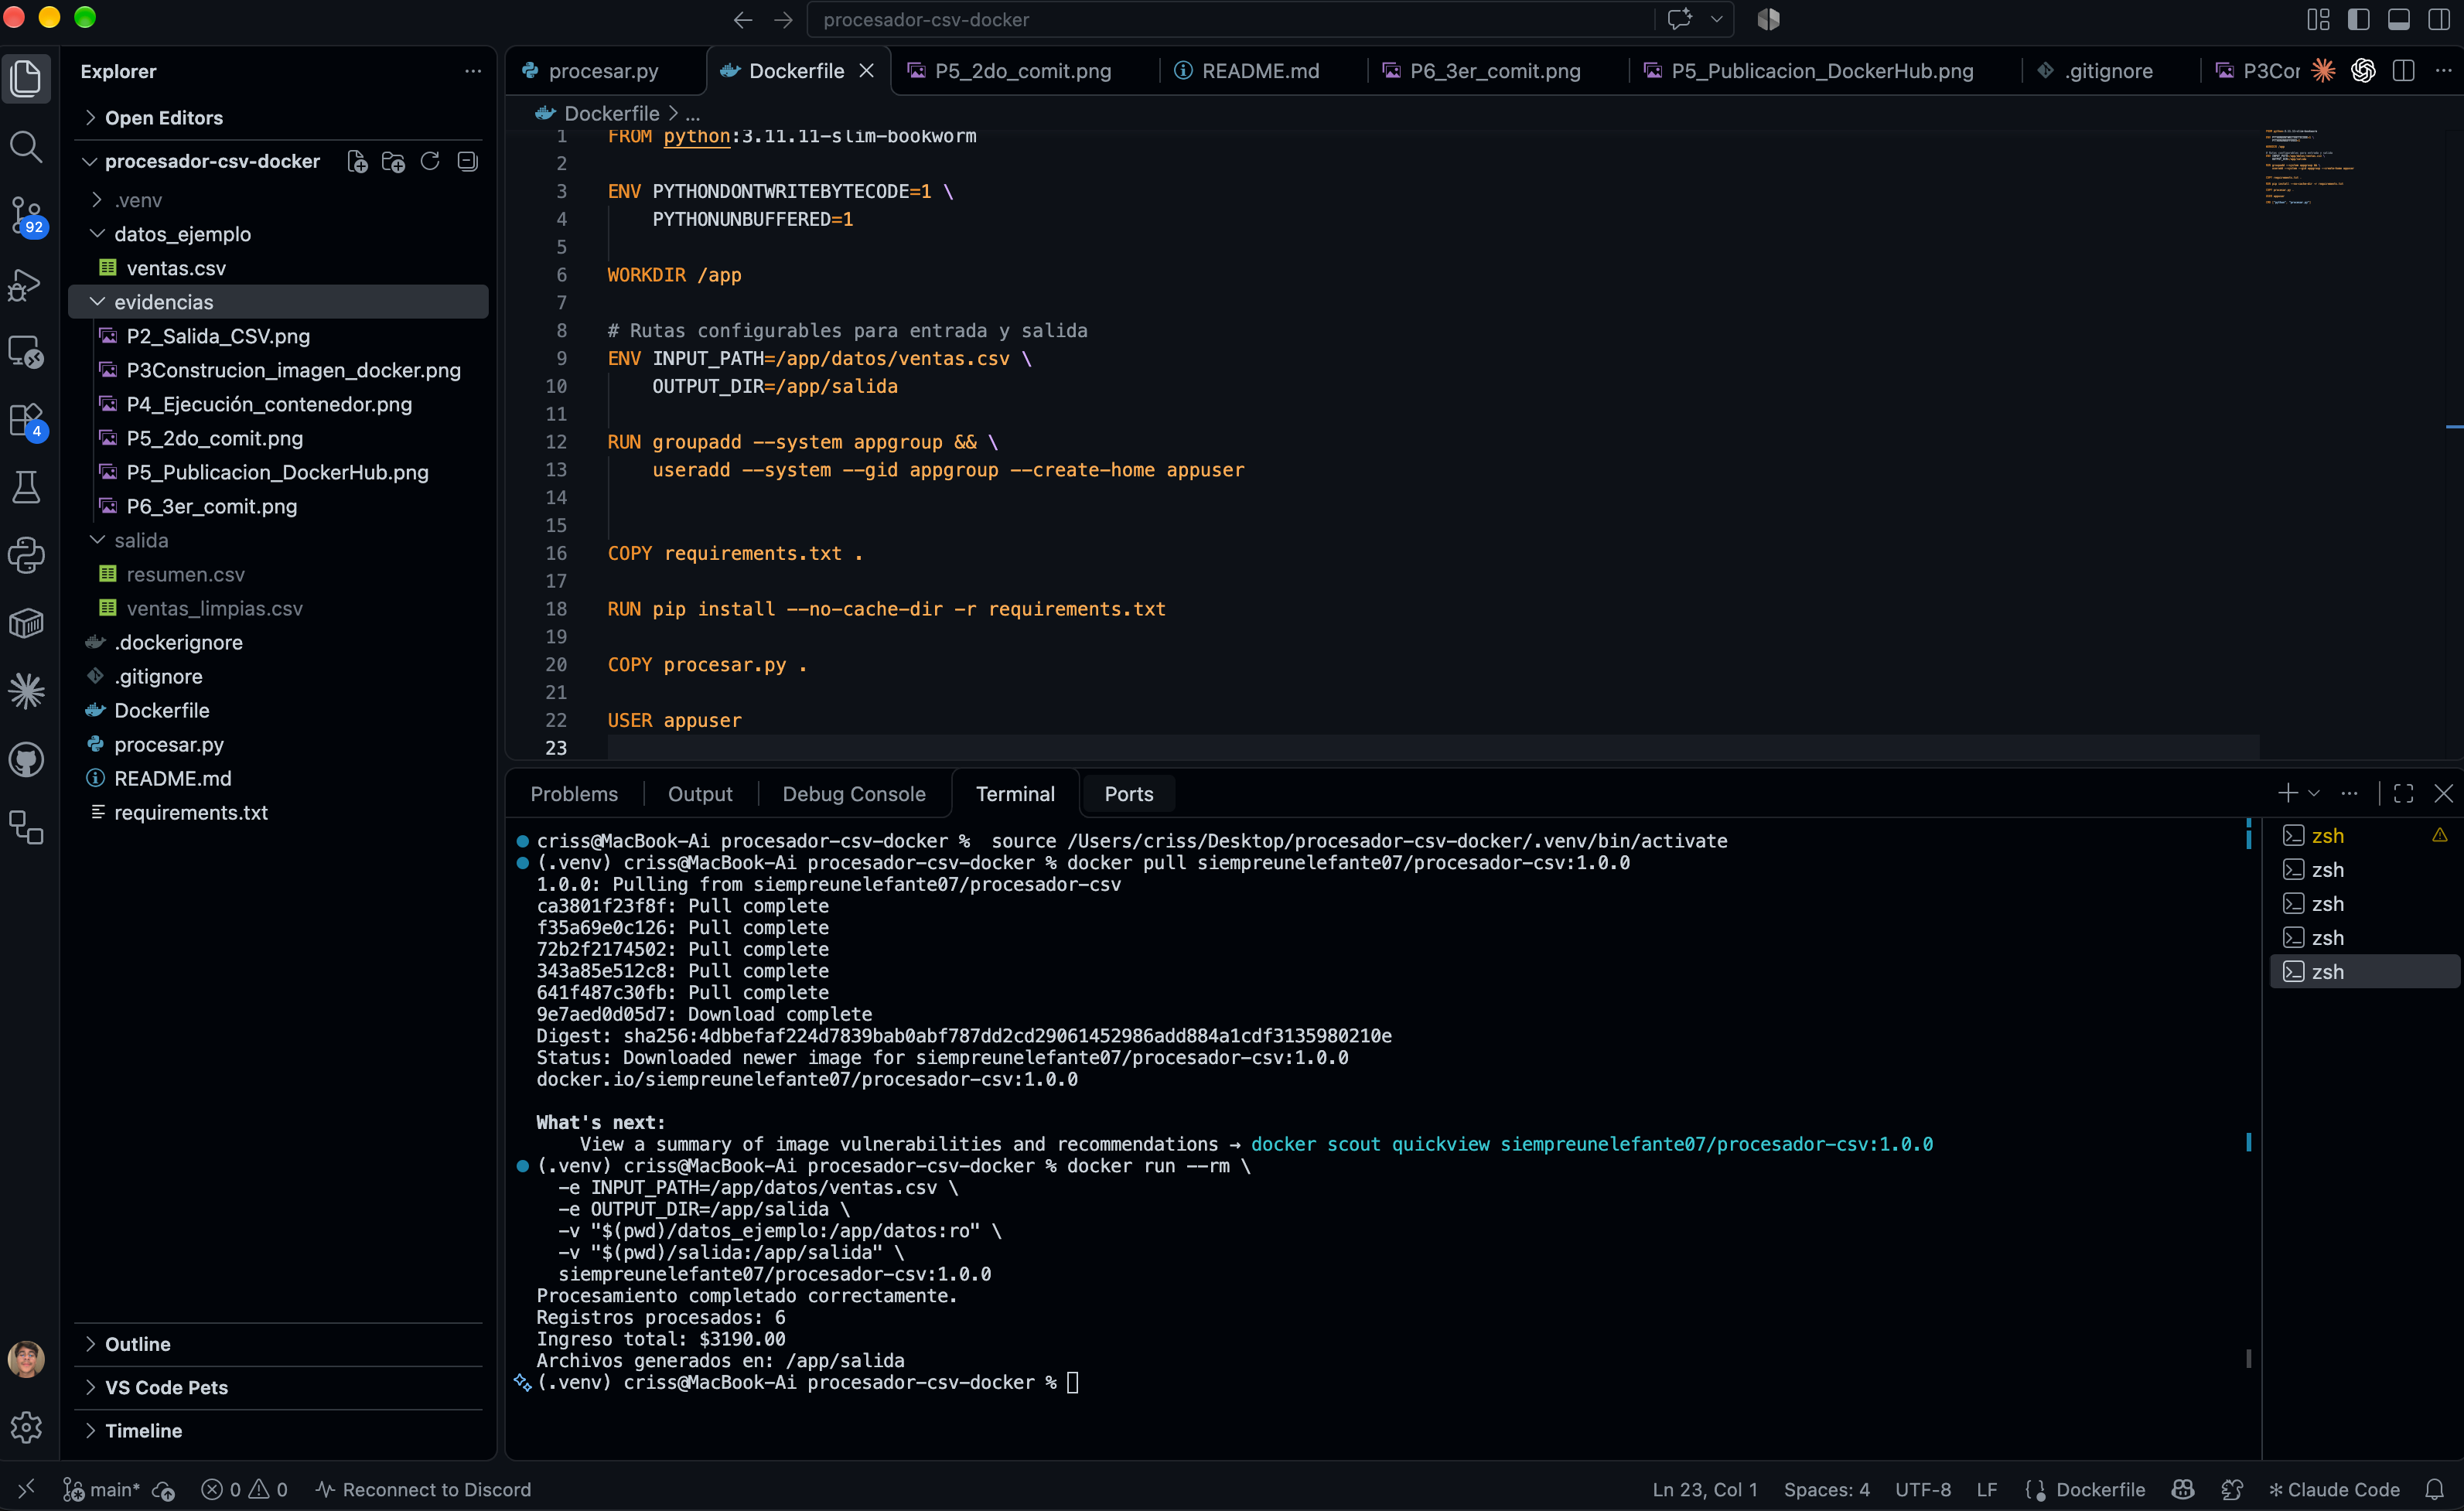 procesador-csv-docker
Explorer
Open Editors
procesador-csv-docker
.venv
datos_ejemplo
ventas.csv
evidencias
P2_Salida_CSV.png
P3Construcion_imagen_docker.png
P4_Ejecución_contenedor.png
P5_2do_comit.png
P5_Publicacion_DockerHub.png
P6_3er_comit.png
salida
resumen.csv
ventas_limpias.csv
.dockerignore
.gitignore
Dockerfile
procesar.py
README.md
requirements.txt
Outline
VS Code Pets
Timeline
92
4
procesar.py Dockerfile P5_2do_comit.png README.md P6_3er_comit.png P5_Publicacion_DockerHub.png .gitignore P3Cor
Dockerfile > ...
1 FROM python:3.11.11-slim-bookworm
2
3 ENV PYTHONDONTWRITEBYTECODE=1 \
4 PYTHONUNBUFFERED=1
5
6 WORKDIR /app
7
8 # Rutas configurables para entrada y salida
9 ENV INPUT_PATH=/app/datos/ventas.csv \
10 OUTPUT_DIR=/app/salida
11
12 RUN groupadd --system appgroup && \
13 useradd --system --gid appgroup --create-home appuser
14
15
16 COPY requirements.txt .
17
18 RUN pip install --no-cache-dir -r requirements.txt
19
20 COPY procesar.py .
21
22 USER appuser
23
Problems Output Debug Console Terminal Ports
criss@MacBook-Ai procesador-csv-docker %  source /Users/criss/Desktop/procesador-csv-docker/.venv/bin/activate
(.venv) criss@MacBook-Ai procesador-csv-docker % docker pull siempreunelefante07/procesador-csv:1.0.0
1.0.0: Pulling from siempreunelefante07/procesador-csv
ca3801f23f8f: Pull complete
f35a69e0c126: Pull complete
72b2f2174502: Pull complete
343a85e512c8: Pull complete
641f487c30fb: Pull complete
9e7aed0d05d7: Download complete
Digest: sha256:4dbbefaf224d7839bab0abf787dd2cd29061452986add884a1cdf3135980210e
Status: Downloaded newer image for siempreunelefante07/procesador-csv:1.0.0
docker.io/siempreunelefante07/procesador-csv:1.0.0
What's next:
View a summary of image vulnerabilities and recommendations → docker scout quickview siempreunelefante07/procesador-csv:1.0.0
(.venv) criss@MacBook-Ai procesador-csv-docker % docker run --rm \
-e INPUT_PATH=/app/datos/ventas.csv \
-e OUTPUT_DIR=/app/salida \
-v "$(pwd)/datos_ejemplo:/app/datos:ro" \
-v "$(pwd)/salida:/app/salida" \
siempreunelefante07/procesador-csv:1.0.0
Procesamiento completado correctamente.
Registros procesados: 6
Ingreso total: $3190.00
Archivos generados en: /app/salida
(.venv) criss@MacBook-Ai procesador-csv-docker %
zsh
zsh
zsh
zsh
zsh
main* 0 0 Reconnect to Discord Ln 23, Col 1 Spaces: 4 UTF-8 LF Dockerfile Claude Code